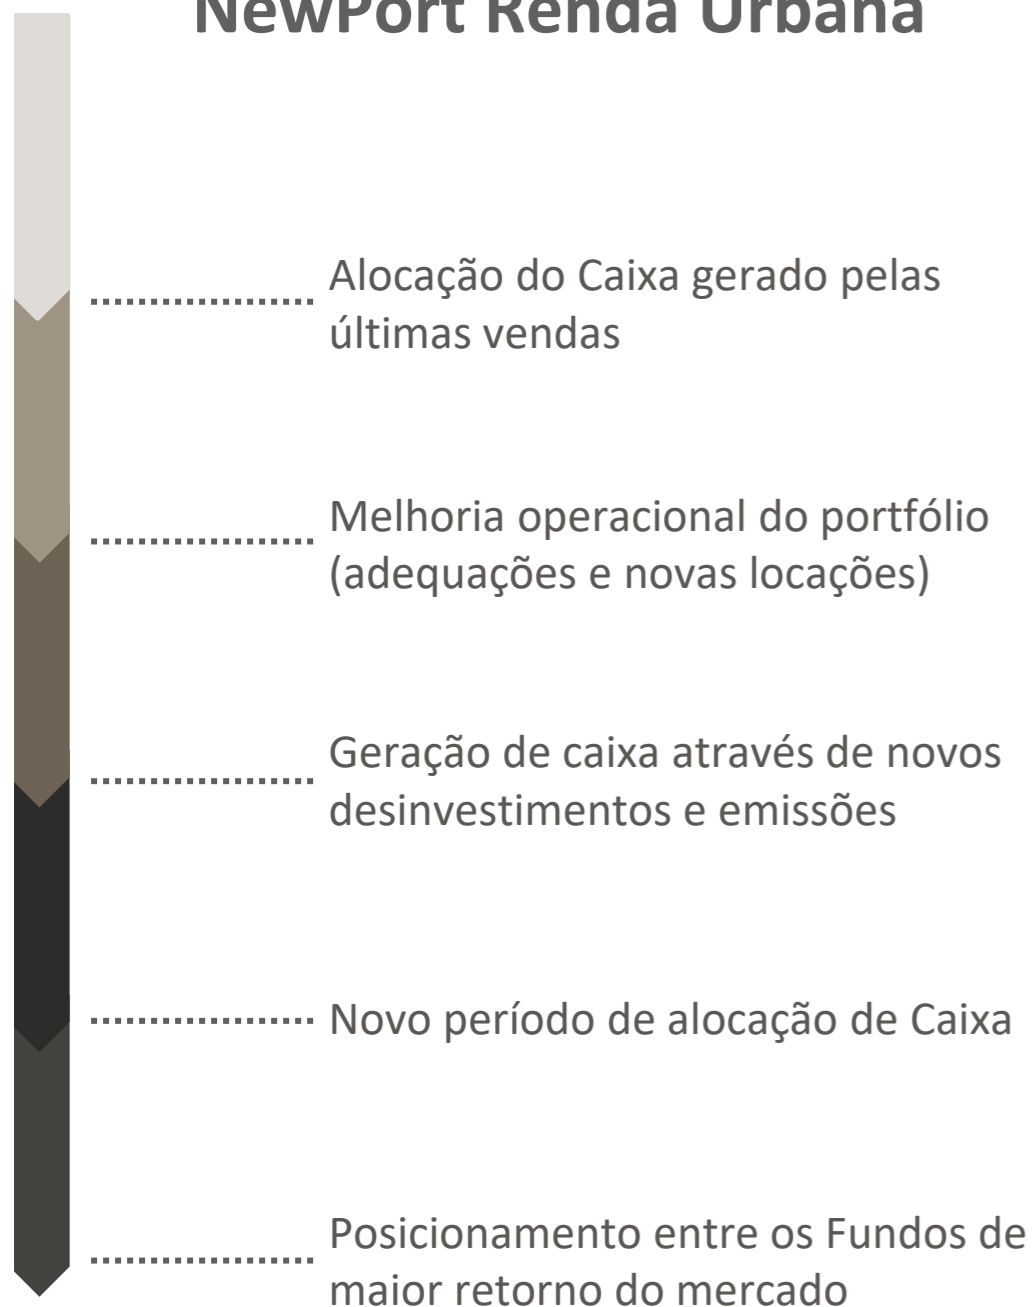 NewPort Renda Urbana
Alocação do Caixa gerado pelas
últimas vendas
Melhoria operacional do portfólio
(adequações e novas locações)
Geração de caixa através de novos
desinvestimentos e emissões
Novo período de alocação de Caixa
Posicionamento entre os Fundos de
maior retorno do mercado